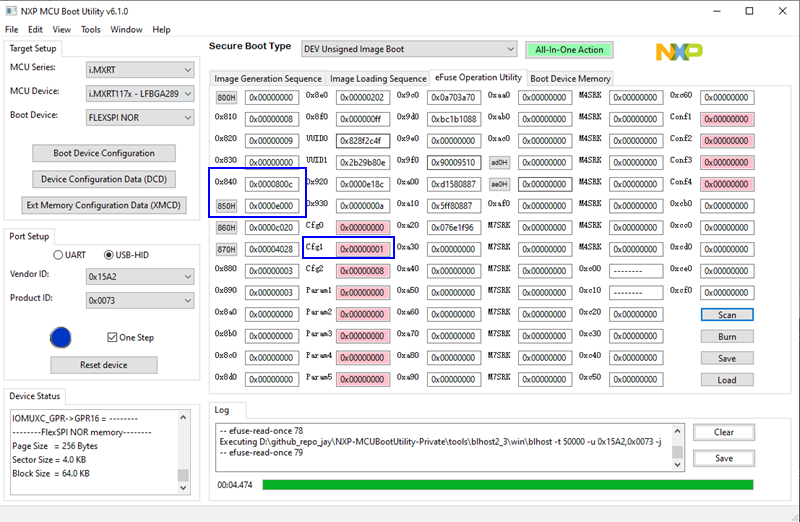 NXP MCU Boot Utility v6.1.0
File Edit View Tools Window Help
Target Setup
MCU Series: i.MXRT
MCU Device: i.MXRT117x - LFBGA289
Boot Device: FLEXSPI NOR
Boot Device Configuration
Device Configuration Data (DCD)
Ext Memory Configuration Data (XMCD)
Port Setup
UART USB-HID
Vendor ID: 0x15A2
Product ID: 0x0073
One Step
Reset device
Device Status
IOMUXC_GPR->GPR16 = --------
--------FlexSPI NOR memory--------
Page Size = 256 Bytes
Sector Size = 4.0 KB
Block Size = 64.0 KB
Secure Boot Type DEV Unsigned Image Boot All-In-One Action NXP
Image Generation Sequence Image Loading Sequence eFuse Operation Utility Boot Device Memory
800H 0x00000000 0x8e0 0x00000202 0x9c0 0x0a703a70 0xaa0 0x00000000 M4SRK 0x00000000 0xc60 0x00000000
0x810 0x00000008 0x8f0 0x000000ff 0x9d0 0xbc1b1088 0xab0 0x00000000 M4SRK 0x00000000 Conf1 0x00000000
0x820 0x00000009 UUID0 0x828f2c4f 0x9e0 0x00000000 0xac0 0x00000000 M4SRK 0x00000000 Conf2 0x00000000
0x830 0x00000000 UUID1 0x2b29b80e 0x9f0 0x90009510 ad0H 0x00000000 M4SRK 0x00000000 Conf3 0x00000000
0x840 0x0000800c 0x920 0x0000e18c 0xa00 0xd1580887 ae0H 0x00000000 M4SRK 0x00000000 Conf4 0x00000000
850H 0x0000e000 0x930 0x0000000a 0xa10 0x5ff80887 0xaf0 0x00000000 M4SRK 0x00000000 0xcb0 0x00000000
860H 0x0000c020 Cfg0 0x00000000 0xa20 0x076e1f96 M7SRK 0x00000000 M4SRK 0x00000000 0xcc0 0x00000000
870H 0x00004028 Cfg1 0x00000001 0xa30 0x00000000 M7SRK 0x00000000 M4SRK 0x00000000 0xcd0 0x00000000
0x880 0x00000003 Cfg2 0x00000008 0xa40 0x00000000 M7SRK 0x00000000 0xc00 -------- 0xce0 0x00000000
0x890 0x00000003 Param1 0x00000000 0xa50 0x00000000 M7SRK 0x00000000 0xc10 -------- 0xcf0 0x00000000
0x8a0 0x00000000 Param2 0x00000000 0xa60 0x00000000 M7SRK 0x00000000 0xc20 0x00000000 Scan
0x8b0 0x00000000 Param3 0x00000000 0xa70 0x00000000 M7SRK 0x00000000 0xc30 0x00000000 Burn
0x8c0 0x00000000 Param4 0x00000000 0xa80 0x00000000 M7SRK 0x00000000 0xc40 0x00000000 Save
0x8d0 0x00000000 Param5 0x00000000 0xa90 0x00000000 M7SRK 0x00000000 0xc50 0x00000000 Load
Log
-- efuse-read-once 78
Executing D:\github_repo_jay\NXP-MCUBootUtility-Private\tools\blhost2_3\win\blhost -t 50000 -u 0x15A2,0x0073 -j
-- efuse-read-once 79
Clear
Save
00:04.474